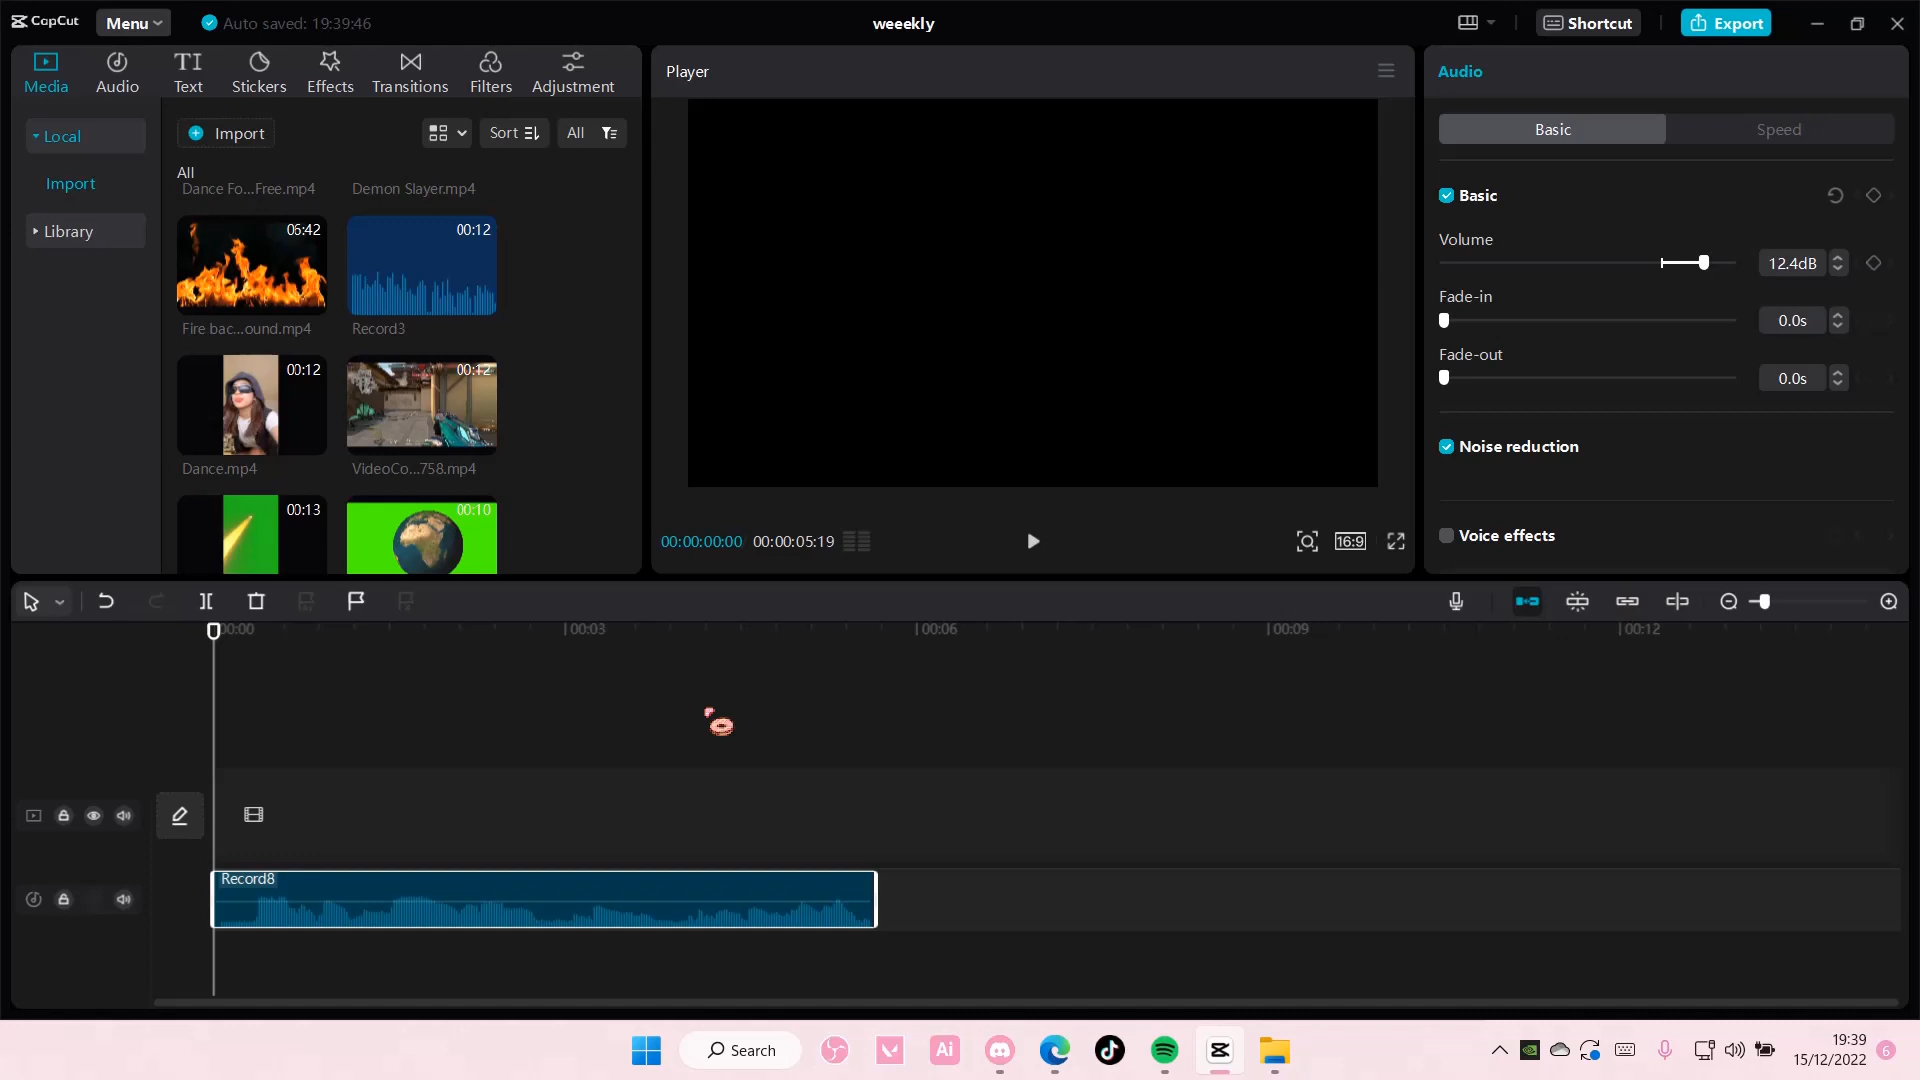 CapCut
Menu
Auto saved: 19:39:46
weeekly
Shortcut
Export
Media
Audio
Text
Stickers
Effects
Transitions
Filters
Adjustment
Local
Import
Library
Import
Sort
All
All
Dance Fo...Free.mp4
Demon Slayer.mp4
06:42
00:12
Fire bac...ound.mp4
Record3
00:12
00:12
Dance.mp4
VideoCo...758.mp4
00:13
00:10
Player
00:00:00:00
00:00:05:19
16:9
Audio
Basic
Speed
Basic
Volume
12.4dB
Fade-in
0.0s
Fade-out
0.0s
Noise reduction
Voice effects
00:00
00:03
00:06
00:09
00:12
Record8
Search
Ai
19:39
15/12/2022
6